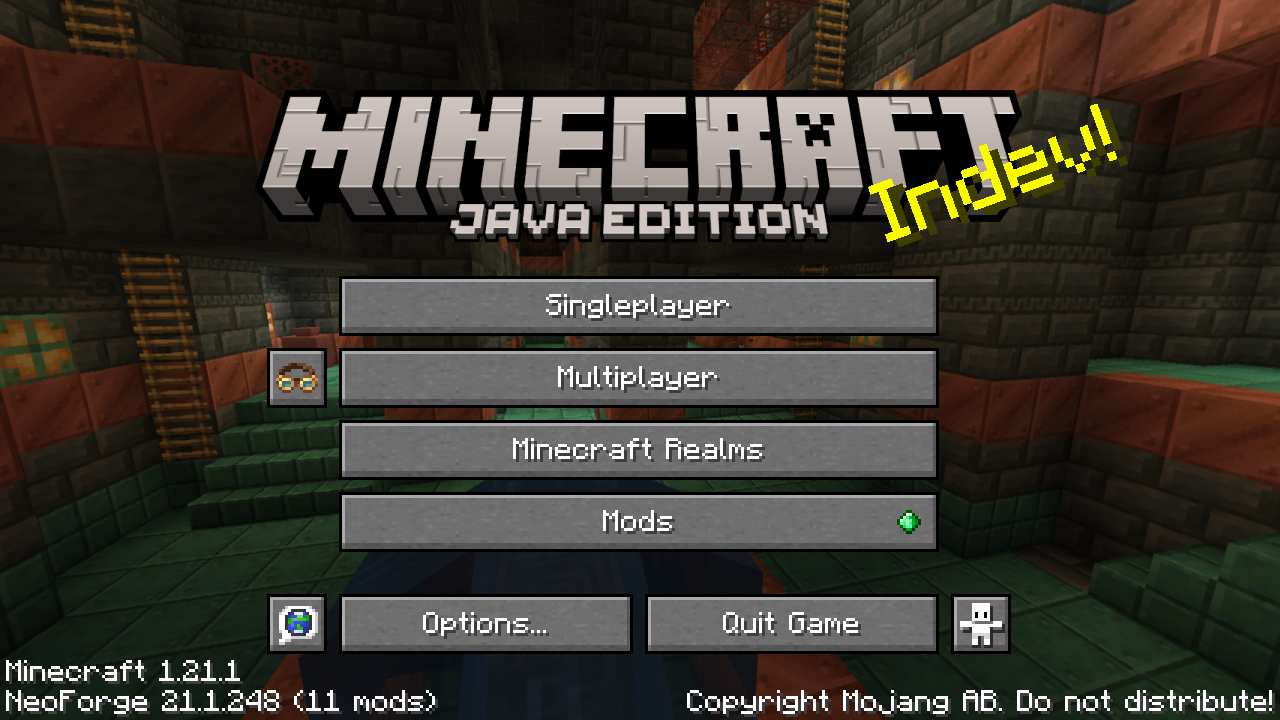 MINECRAFT
JAVA EDITION
Indev!
Singleplayer
Multiplayer
Minecraft Realms
Mods
Options...
Quit Game
Minecraft 1.21.1
NeoForge 21.1.248 (11 mods)
Copyright Mojang AB. Do not distribute!